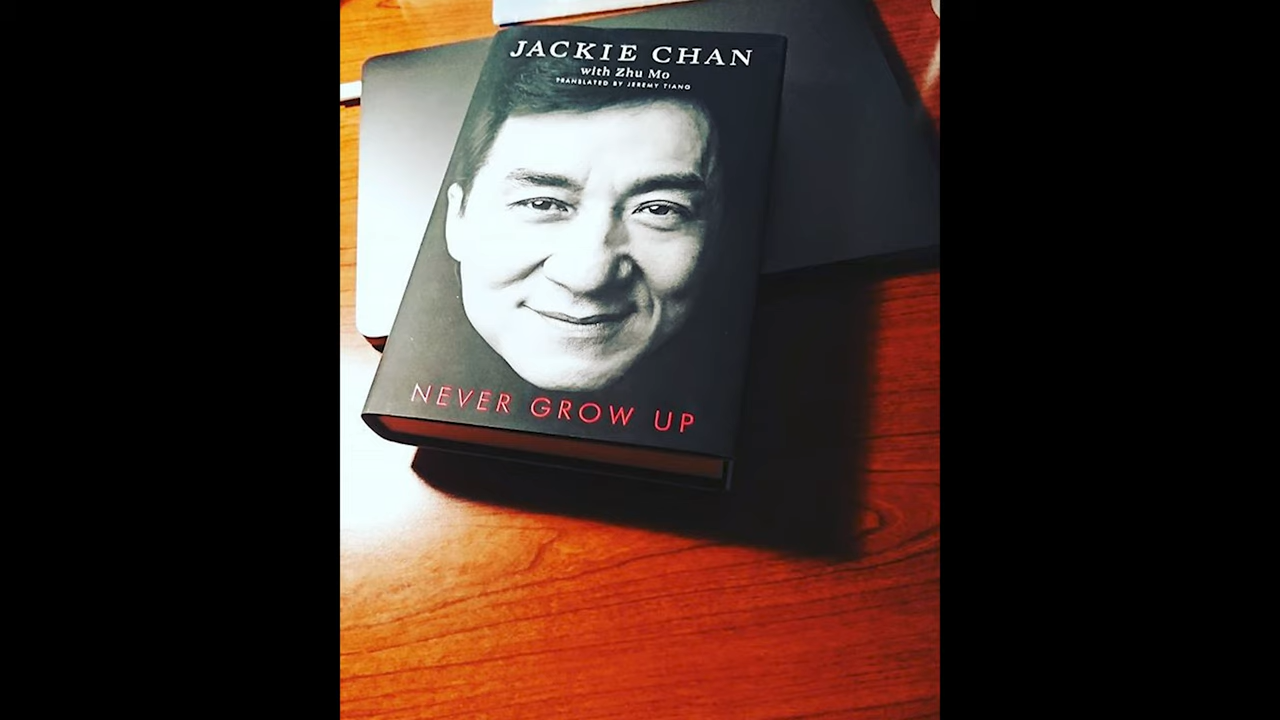 JACKIE CHAN
with Zhu Mo
TRANSLATED BY JEREMY TIANG
NEVER GROW UP